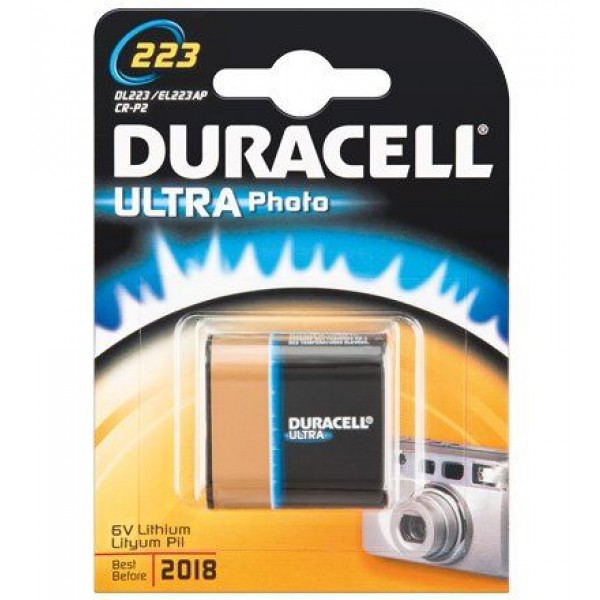 223
DL223/EL223AP
CR-P2
DURACELL®
ULTRA Photo
DURACELL®
ULTRA
6V Lithium
Lityum Pil
Best Before 2018